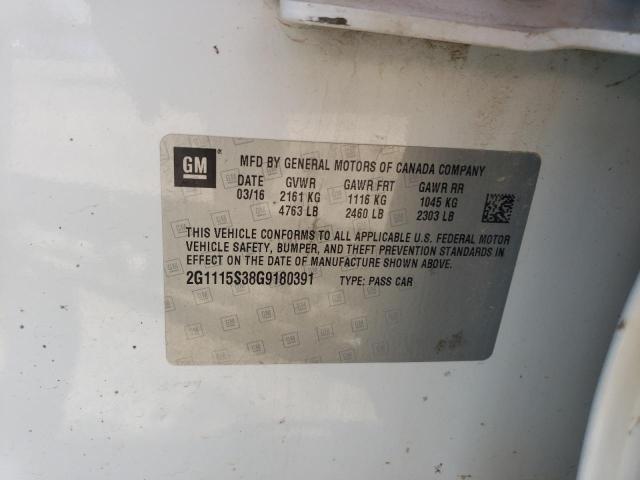 GM
MFD BY GENERAL MOTORS OF CANADA COMPANY
DATE GVWR GAWR FRT GAWR RR
03/16 2161 KG 1116 KG 1045 KG
4763 LB 2460 LB 2303 LB
THIS VEHICLE CONFORMS TO ALL APPLICABLE U.S. FEDERAL MOTOR
VEHICLE SAFETY, BUMPER, AND THEFT PREVENTION STANDARDS IN
EFFECT ON THE DATE OF MANUFACTURE SHOWN ABOVE.
2G1115S38G9180391 TYPE: PASS CAR